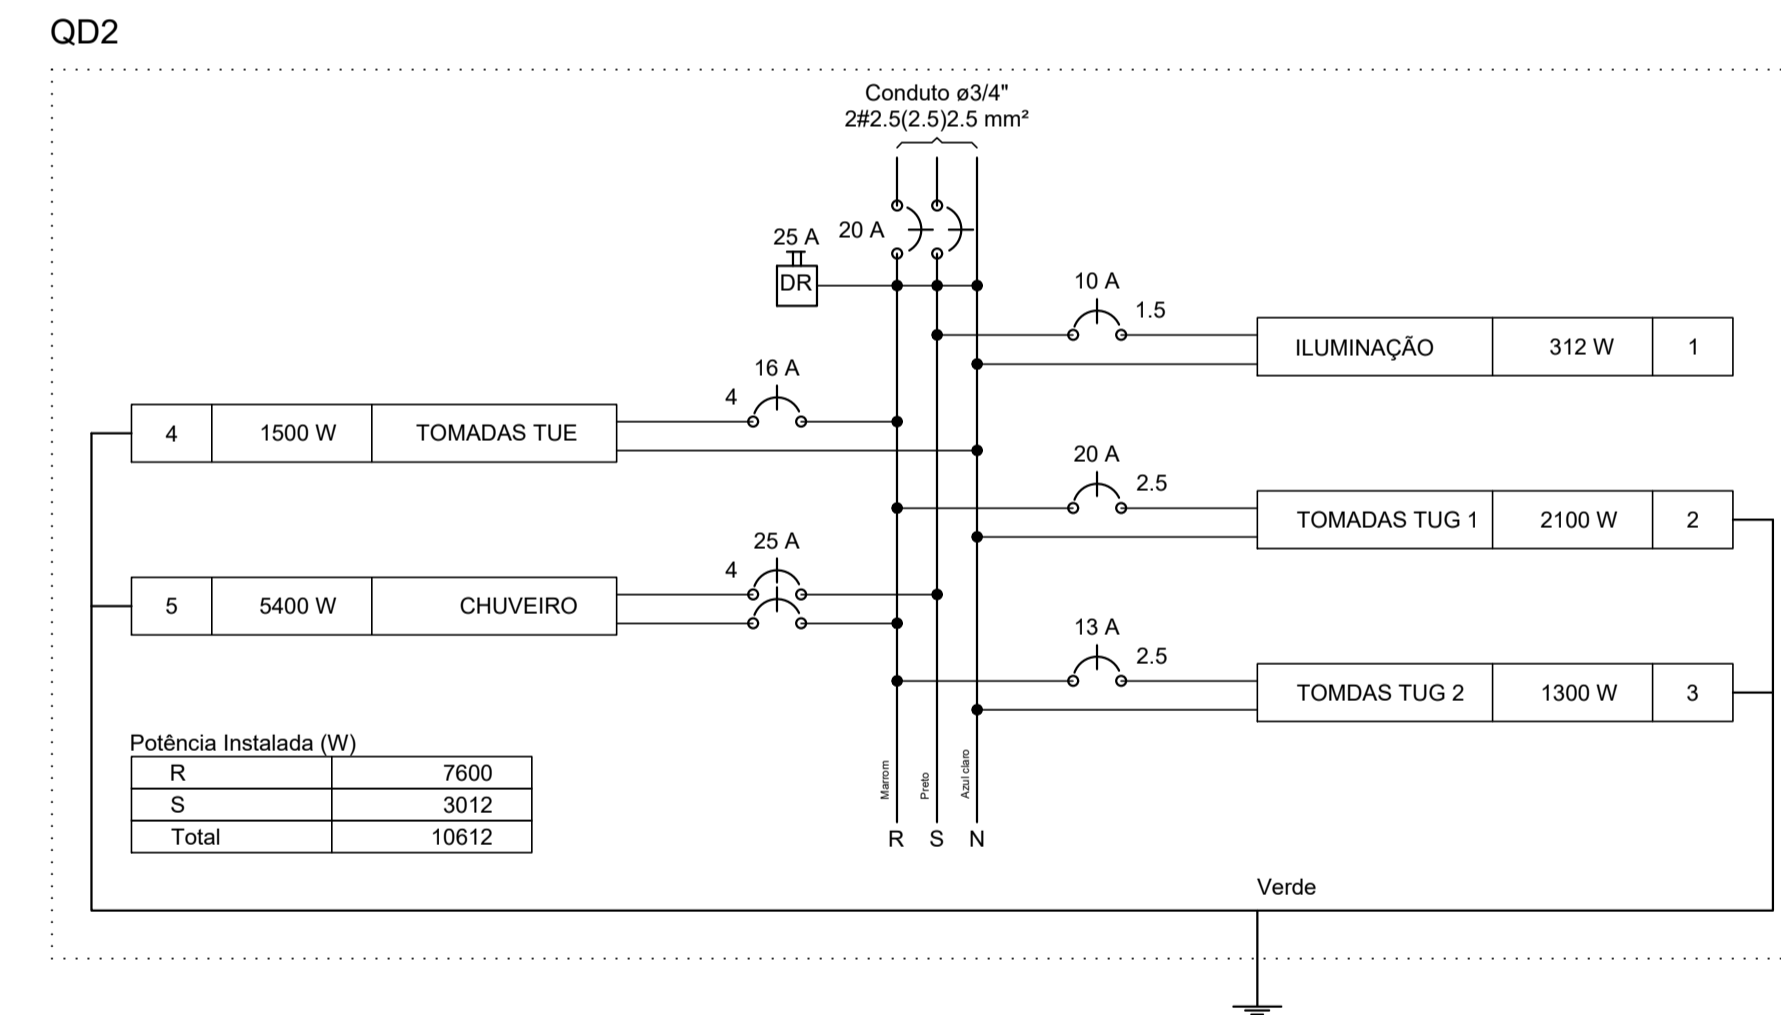 QD2
Conduto ø3/4"
2#2.5(2.5)2.5 mm²
20 A
25 A
DR
10 A
1.5
ILUMINAÇÃO 312 W 1
16 A
4
4 1500 W TOMADAS TUE
20 A
2.5
TOMADAS TUG 1 2100 W 2
25 A
4
5 5400 W CHUVEIRO
13 A
2.5
TOMDAS TUG 2 1300 W 3
Potência Instalada (W)
R 7600
S 3012
Total 10612
Marrom
Preto
Azul claro
R S N
Verde